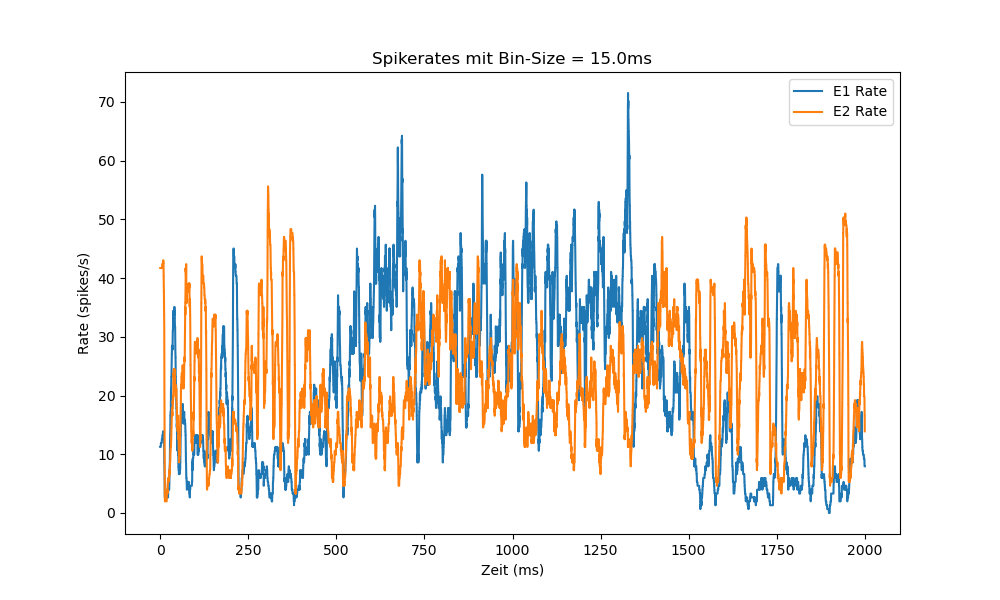 Spikerates mit Bin-Size = 15.0ms
E1 Rate
E2 Rate
Rate (spikes/s)
70
60
50
40
30
20
10
0
0 250 500 750 1000 1250 1500 1750 2000
Zeit (ms)